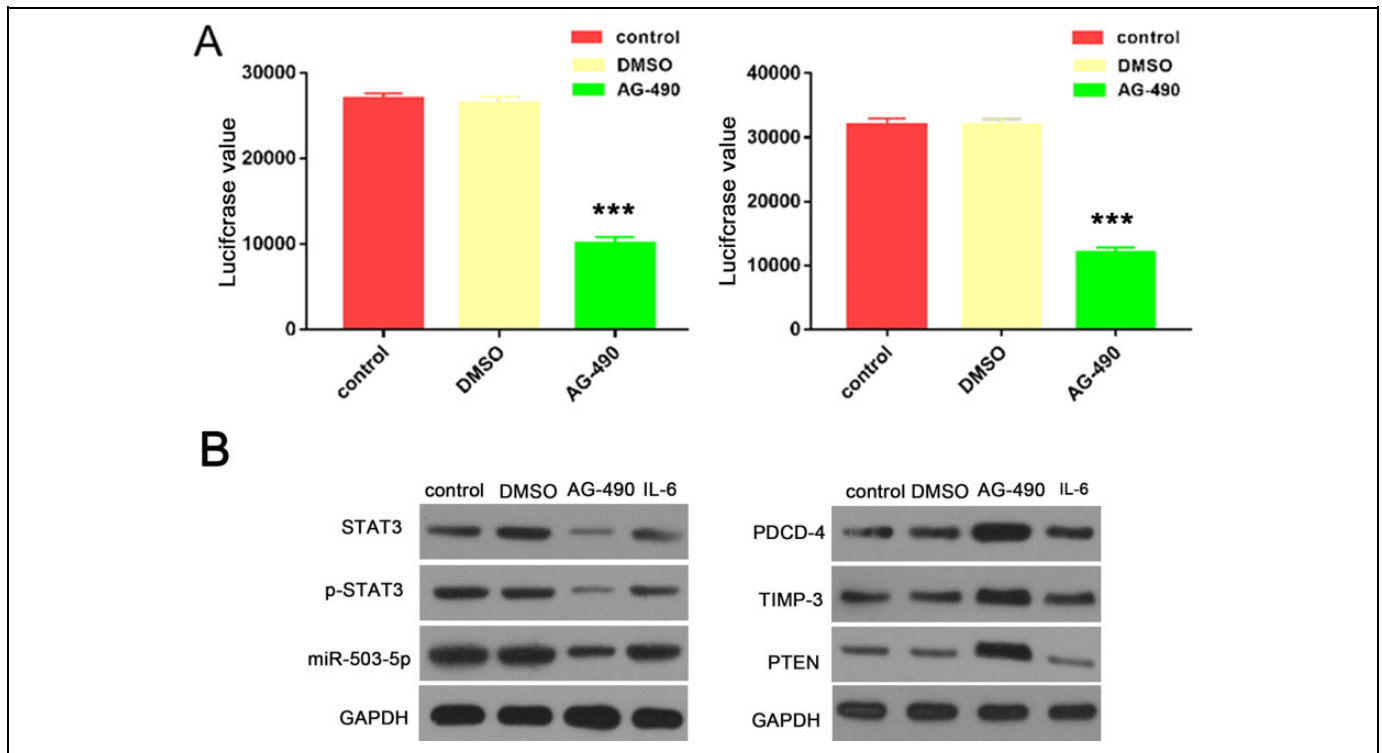 A
control
DMSO
AG-490
30000
20000
10000
0
Lucifcrase value
***
control
DMSO
AG-490
control
DMSO
AG-490
40000
30000
20000
10000
0
Lucifcrase value
***
control
DMSO
AG-490
B
control DMSO AG-490 IL-6
STAT3
p-STAT3
miR-503-5p
GAPDH
control DMSO AG-490 IL-6
PDCD-4
TIMP-3
PTEN
GAPDH